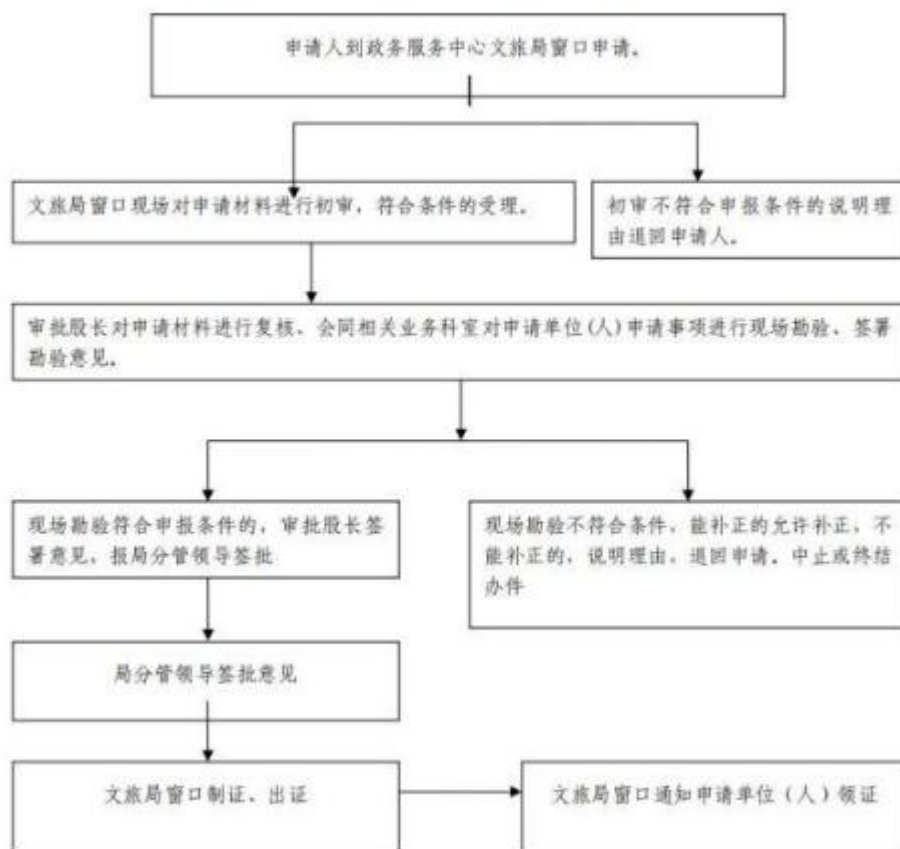 申请人到政务服务中心文旅局窗口申请。
文旅局窗口现场对申请材料进行初审，符合条件的受理。
初审不符合申报条件的说明理
由退回申请人。
审批股长对申请材料进行复核、会同相关业务科室对申请单位(人)申请事项进行现场勘验、签署
勘验意见。
现场勘验符合申报条件的，审批股长签
署意见，报局分管领导签批
现场勘验不符合条件，能补正的允许补正，不
能补正的，说明理由，退回申请。中止或终结
办件
局分管领导签批意见
文旅局窗口制证、出证
文旅局窗口通知申请单位（人）领证